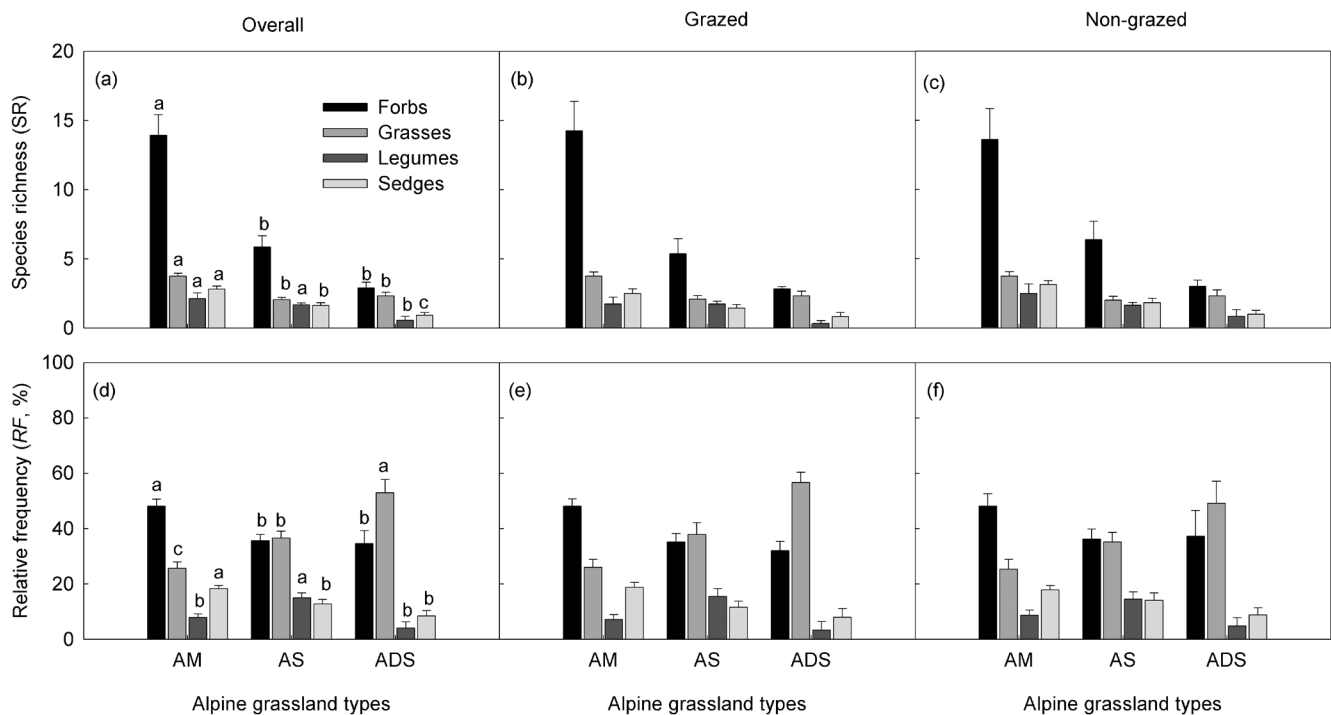 Overall
Grazed
Non-grazed
Species richness (SR)
20
15
10
5
0
(a)
a
a
a
a
b
b
a
b
b
b
b
c
Forbs
Grasses
Legumes
Sedges
(b)
(c)
Relative frequency (RF, %)
100
80
60
40
20
0
(d)
a
c
b
a
b
b
a
b
b
a
b
b
(e)
(f)
AM AS ADS
AM AS ADS
AM AS ADS
Alpine grassland types
Alpine grassland types
Alpine grassland types